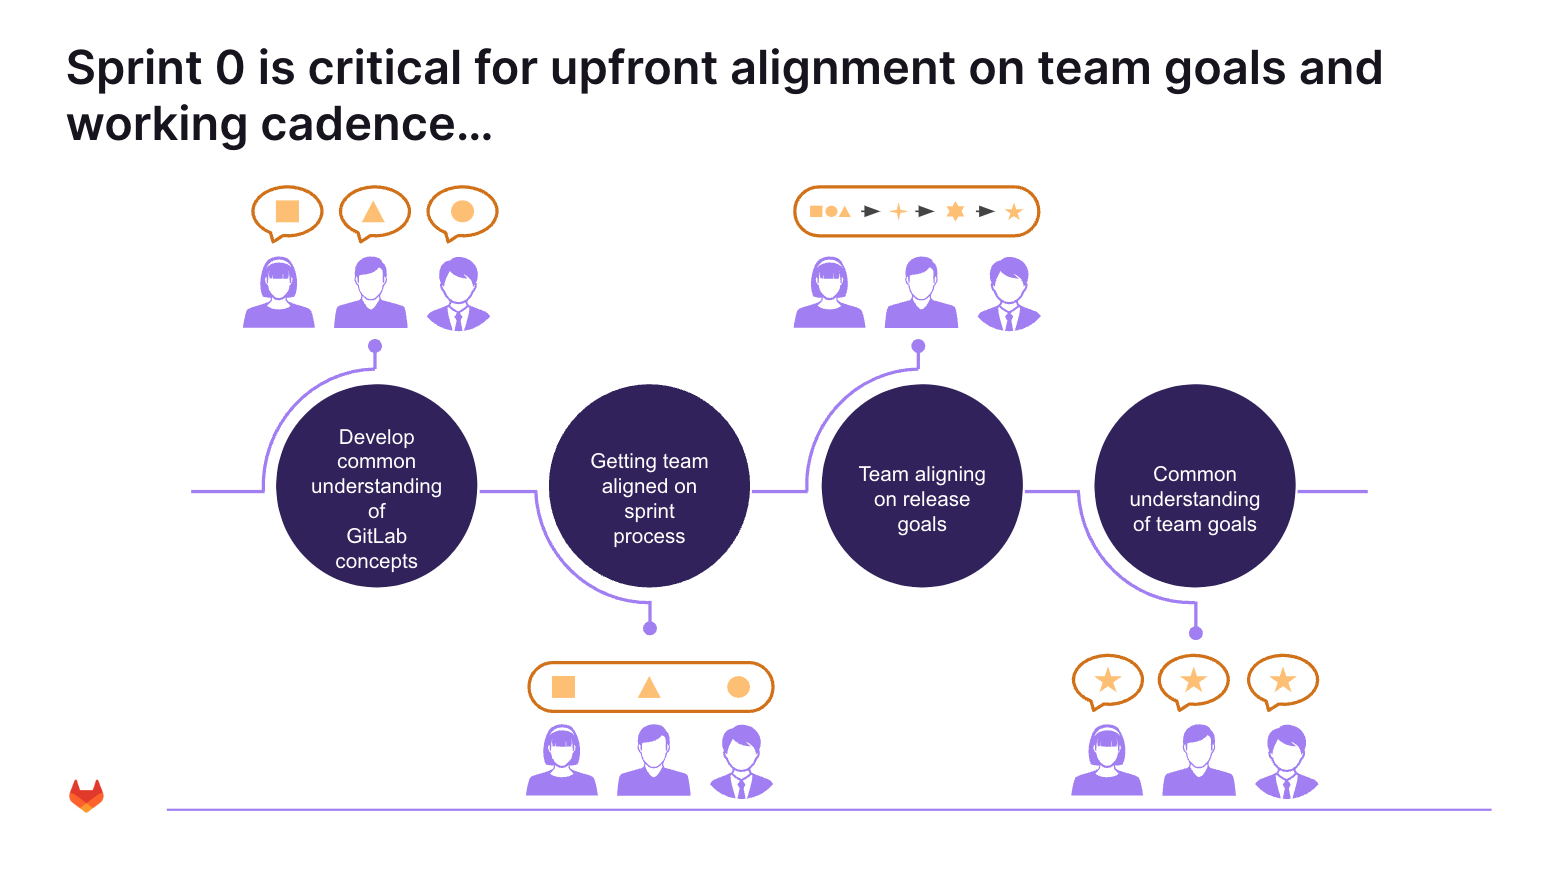 Sprint 0 is critical for upfront alignment on team goals and
working cadence…
Develop
common
understanding
of
GitLab
concepts
Getting team
aligned on
sprint
process
Team aligning
on release
goals
Common
understanding
of team goals